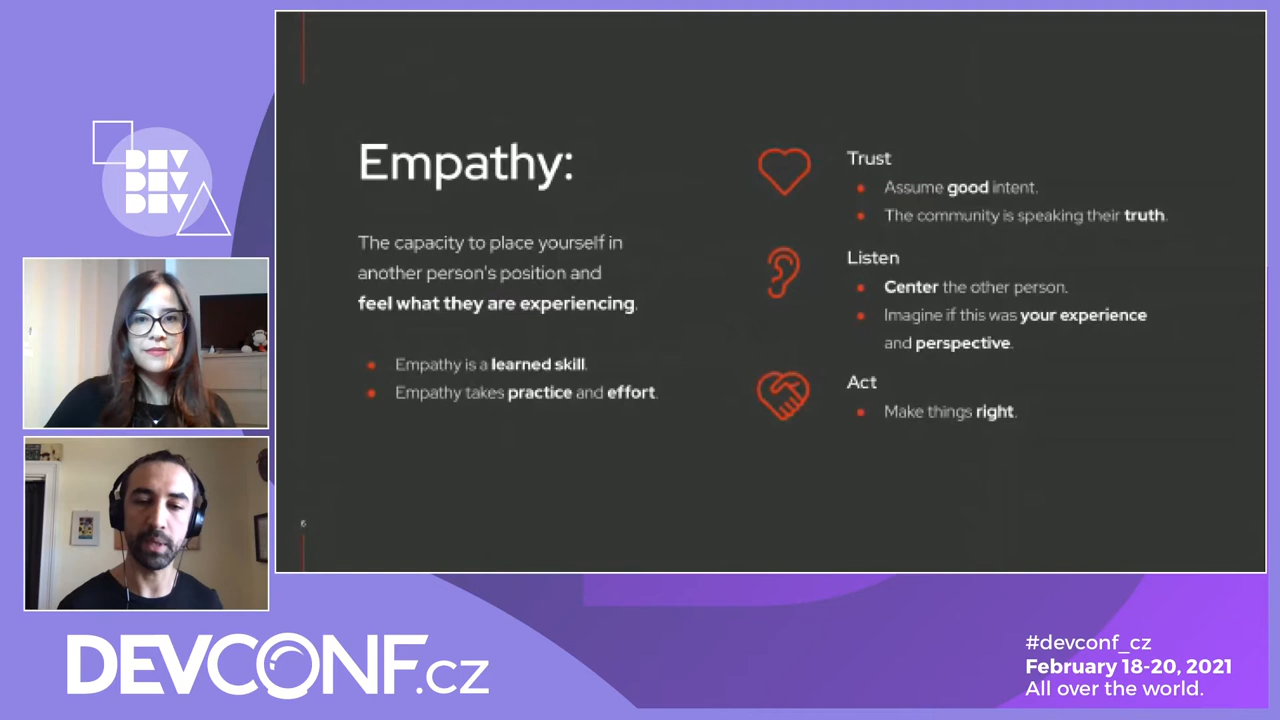 DEV
DEV
DEV
Empathy:
The capacity to place yourself in
another person's position and
feel what they are experiencing.
• Empathy is a learned skill.
• Empathy takes practice and effort.
Trust
• Assume good intent.
• The community is speaking their truth.
Listen
• Center the other person.
• Imagine if this was your experience
and perspective.
Act
• Make things right.
6
DEVCONF.cz
#devconf_cz
February 18-20, 2021
All over the world.